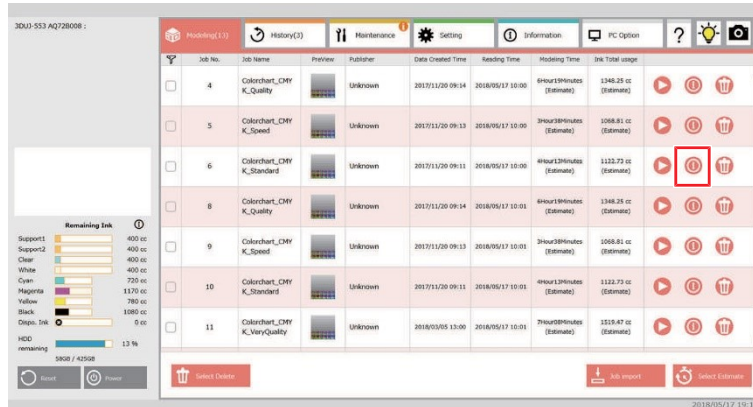 3DUJ-553 AQ728008 :
Modeling(13) History(3) Maintenance Setting Information PC Option ?
Job No. Job Name PreView Publisher Date Created Time Reading Time Modeling Time Ink Total usage
4 Colorchart_CMY K_Quality Unknown 2017/11/20 09:14 2018/05/17 10:00 6Hour19Minutes (Estimate) 1348.25 cc (Estimate)
5 Colorchart_CMY K_Speed Unknown 2017/11/20 09:13 2018/05/17 10:00 3Hour38Minutes (Estimate) 1068.81 cc (Estimate)
6 Colorchart_CMY K_Standard Unknown 2017/11/20 09:11 2018/05/17 10:00 4Hour13Minutes (Estimate) 1122.73 cc (Estimate)
8 Colorchart_CMY K_Quality Unknown 2017/11/20 09:14 2018/05/17 10:01 6Hour19Minutes (Estimate) 1348.25 cc (Estimate)
9 Colorchart_CMY K_Speed Unknown 2017/11/20 09:13 2018/05/17 10:01 3Hour38Minutes (Estimate) 1068.81 cc (Estimate)
10 Colorchart_CMY K_Standard Unknown 2017/11/20 09:11 2018/05/17 10:01 4Hour13Minutes (Estimate) 1122.73 cc (Estimate)
11 Colorchart_CMY K_VeryQuality Unknown 2018/03/05 13:00 2018/05/17 10:01 7Hour08Minutes (Estimate) 1519.47 cc (Estimate)
Remaining Ink
Support1 400 cc
Support2 400 cc
Clear 400 cc
White 400 cc
Cyan 720 cc
Magenta 1170 cc
Yellow 780 cc
Black 1080 cc
Dispo. Ink 0 cc
HDD remaining 13 %
58GB / 425GB
Reset Power
Select Delete Job import Select Estimate
2018/05/17 19:1